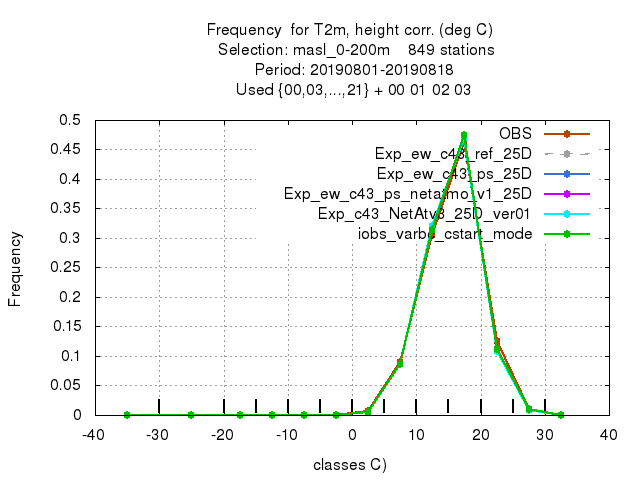 Frequency for T2m, height corr. (deg C)
Selection: masl_0-200m 849 stations
Period: 20190801-20190818
Used {00,03,...,21} + 00 01 02 03
OBS
Exp_ew_c43_ref_25D
Exp_ew_c43_ps_25D
Exp_ew_c43_ps_netatmo_v1_25D
Exp_c43_NetAtv3_25D_ver01
iobs_varbc_cstart_mode
Frequency
0.5
0.45
0.4
0.35
0.3
0.25
0.2
0.15
0.1
0.05
0
-40 -30 -20 -10 0 10 20 30 40
classes C)